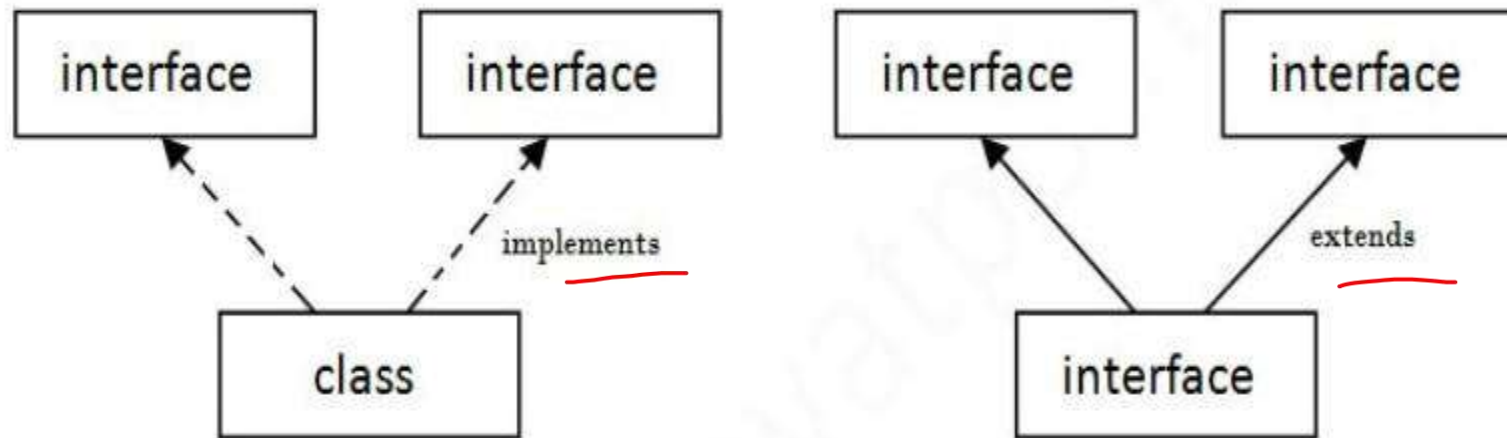 interface interface interface interface
implements extends
class interface